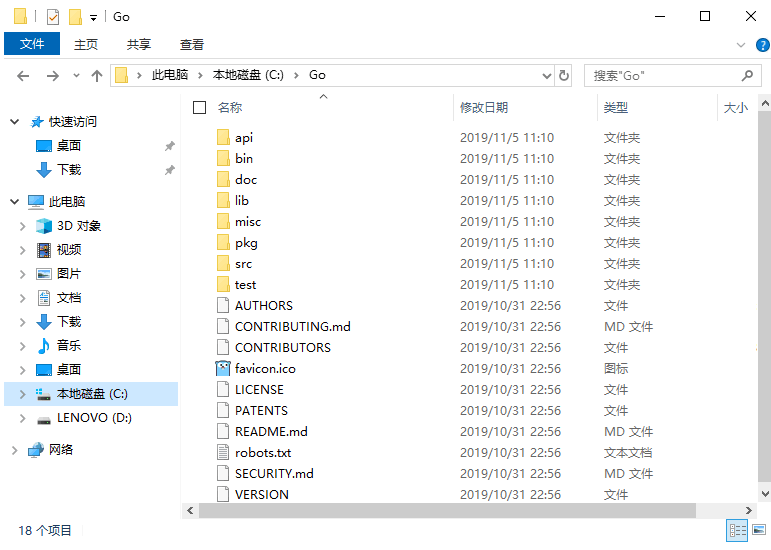 Go
文件 主页 共享 查看
此电脑 本地磁盘 (C:) Go 搜索"Go"
快速访问
桌面
下载
此电脑
3D 对象
视频
图片
文档
下载
音乐
桌面
本地磁盘 (C:)
LENOVO (D:)
网络
名称 修改日期 类型 大小
api 2019/11/5 11:10 文件夹
bin 2019/11/5 11:10 文件夹
doc 2019/11/5 11:10 文件夹
lib 2019/11/5 11:10 文件夹
misc 2019/11/5 11:10 文件夹
pkg 2019/11/5 11:10 文件夹
src 2019/11/5 11:10 文件夹
test 2019/11/5 11:10 文件夹
AUTHORS 2019/10/31 22:56 文件
CONTRIBUTING.md 2019/10/31 22:56 MD 文件
CONTRIBUTORS 2019/10/31 22:56 文件
favicon.ico 2019/10/31 22:56 图标
LICENSE 2019/10/31 22:56 文件
PATENTS 2019/10/31 22:56 文件
README.md 2019/10/31 22:56 MD 文件
robots.txt 2019/10/31 22:56 文本文档
SECURITY.md 2019/10/31 22:56 MD 文件
VERSION 2019/10/31 22:56 文件
18 个项目